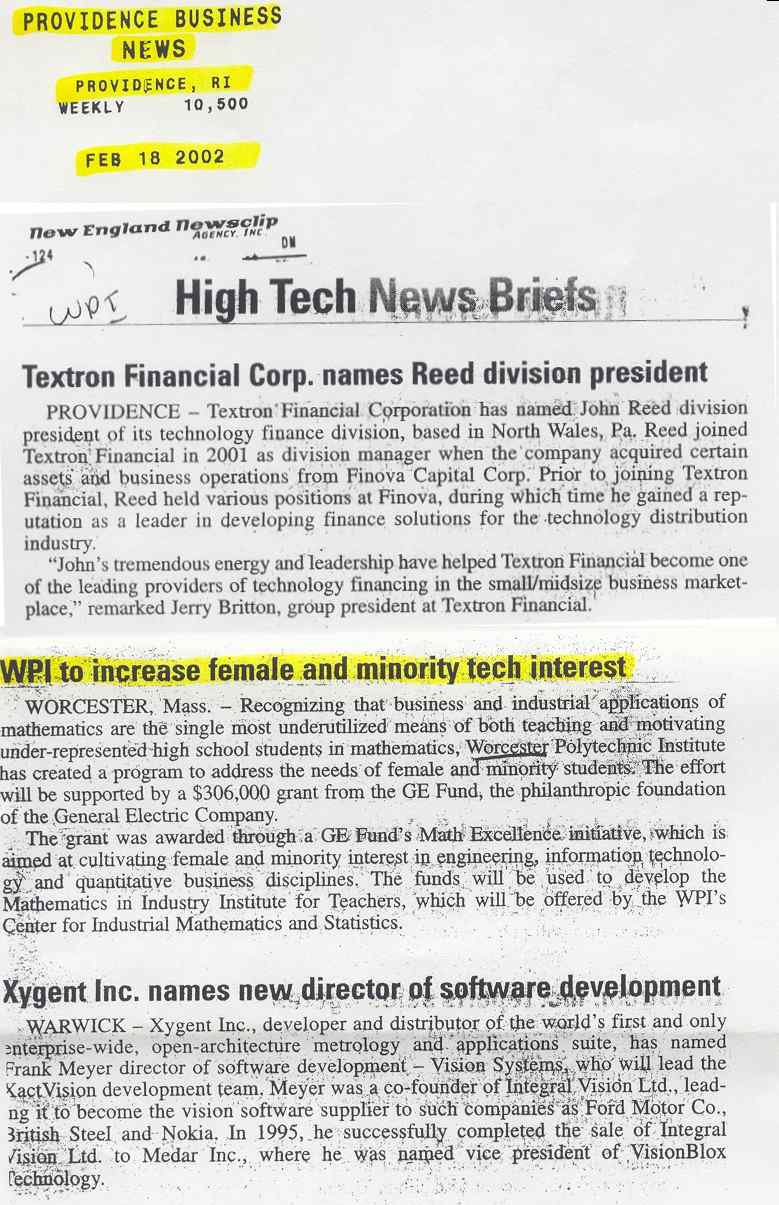 PROVIDENCE BUSINESS
NEWS
PROVIDENCE, RI
WEEKLY 10,500
FEB 18 2002
New England Newsclip
AGENCY, INC.
DM
124
WPI
High Tech News Briefs
Textron Financial Corp. names Reed division president
PROVIDENCE – Textron Financial Corporation has named John Reed division
president of its technology finance division, based in North Wales, Pa. Reed joined
Textron Financial in 2001 as division manager when the company acquired certain
assets and business operations from Finova Capital Corp. Prior to joining Textron
Financial, Reed held various positions at Finova, during which time he gained a rep-
utation as a leader in developing finance solutions for the technology distribution
industry.
“John’s tremendous energy and leadership have helped Textron Financial become one
of the leading providers of technology financing in the small/midsize business market-
place,” remarked Jerry Britton, group president at Textron Financial.
WPI to increase female and minority tech interest
WORCESTER, Mass. – Recognizing that business and industrial applications of
mathematics are the single most underutilized means of both teaching and motivating
under-represented high school students in mathematics, Worcester Polytechnic Institute
has created a program to address the needs of female and minority students. The effort
will be supported by a $306,000 grant from the GE Fund, the philanthropic foundation
of the General Electric Company.
The grant was awarded through a GE Fund’s Math Excellence initiative, which is
aimed at cultivating female and minority interest in engineering, information technolo-
gy and quantitative business disciplines. The funds will be used to develop the
Mathematics in Industry Institute for Teachers, which will be offered by the WPI’s
Center for Industrial Mathematics and Statistics.
Xygent Inc. names new director of software development
WARWICK – Xygent Inc., developer and distributor of the world’s first and only
enterprise-wide, open-architecture metrology and applications suite, has named
Frank Meyer director of software development – Vision Systems, who will lead the
XactVision development team. Meyer was a co-founder of Integral Vision Ltd., lead-
ng it to become the vision software supplier to such companies as Ford Motor Co.,
British Steel and Nokia. In 1995, he successfully completed the sale of Integral
Vision Ltd. to Medar Inc., where he was named vice president of VisionBlox
Technology.